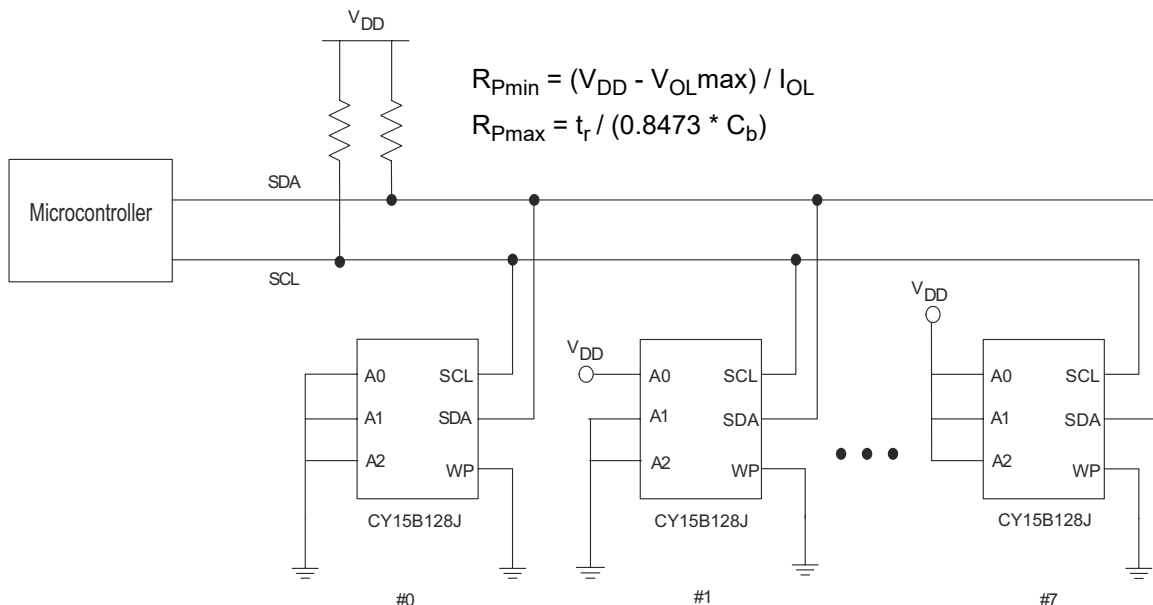 VDD
RPmin = (VDD - VOLmax) / IOL
RPmax = tr / (0.8473 * Cb)
Microcontroller
SDA
SCL
VDD
VDD
A0 SCL
A1 SDA
A2 WP
CY15B128J
#0
A0 SCL
A1 SDA
A2 WP
CY15B128J
#1
A0 SCL
A1 SDA
A2 WP
CY15B128J
#7